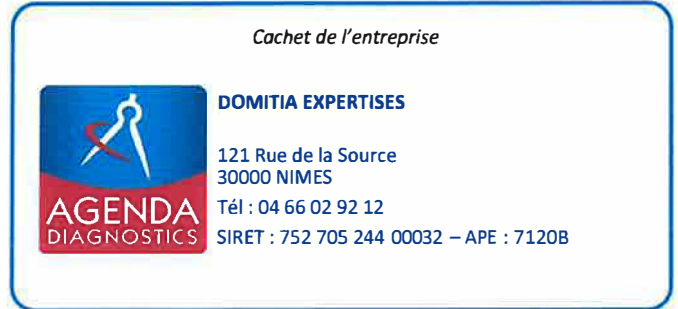 Cachet de l'entreprise
AGENDA
DIAGNOSTICS
DOMITIA EXPERTISES
121 Rue de la Source
30000 NIMES
Tél : 04 66 02 92 12
SIRET : 752 705 244 00032 – APE : 7120B